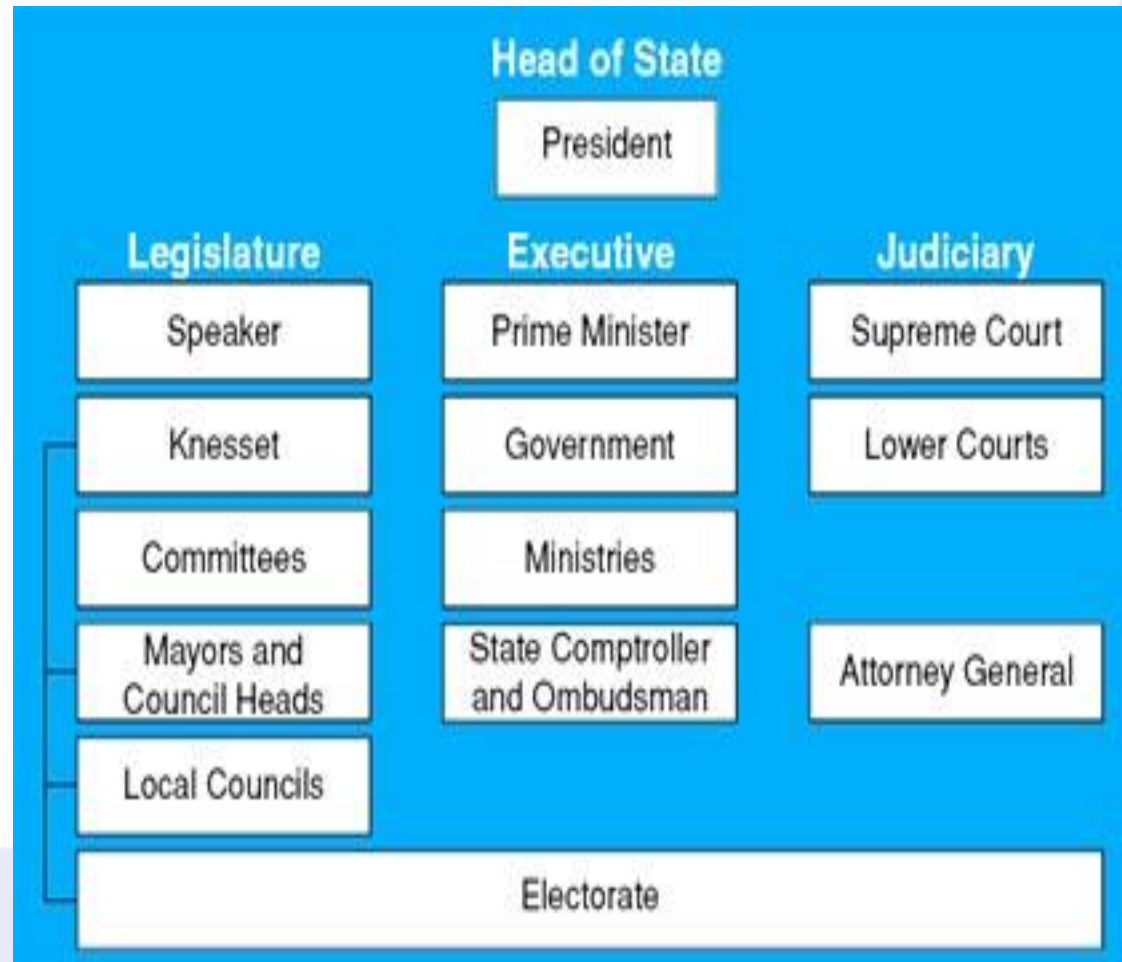 Head of State
President
Legislature
Executive
Judiciary
Speaker
Prime Minister
Supreme Court
Knesset
Government
Lower Courts
Committees
Ministries
Mayors and
Council Heads
State Comptroller
and Ombudsman
Attorney General
Local Councils
Electorate